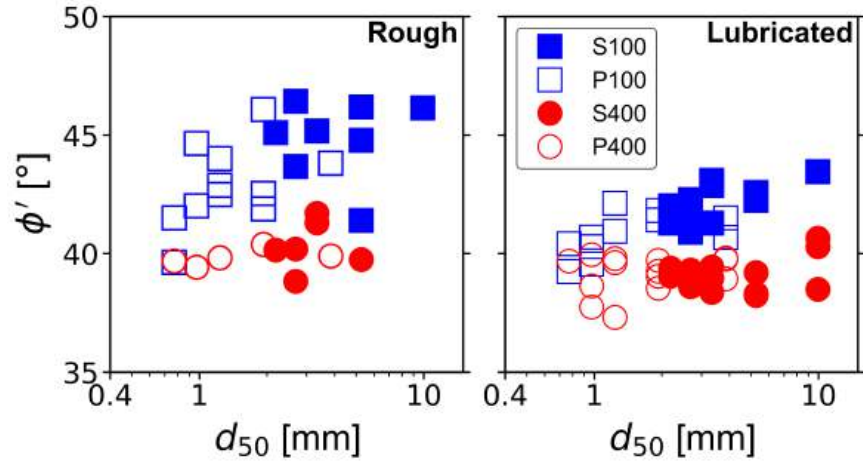 50
45
40
35
ϕ′ [°]
Rough
0.4
1
10
d50 [mm]
Lubricated
S100
P100
S400
P400
0.4
1
10
d50 [mm]